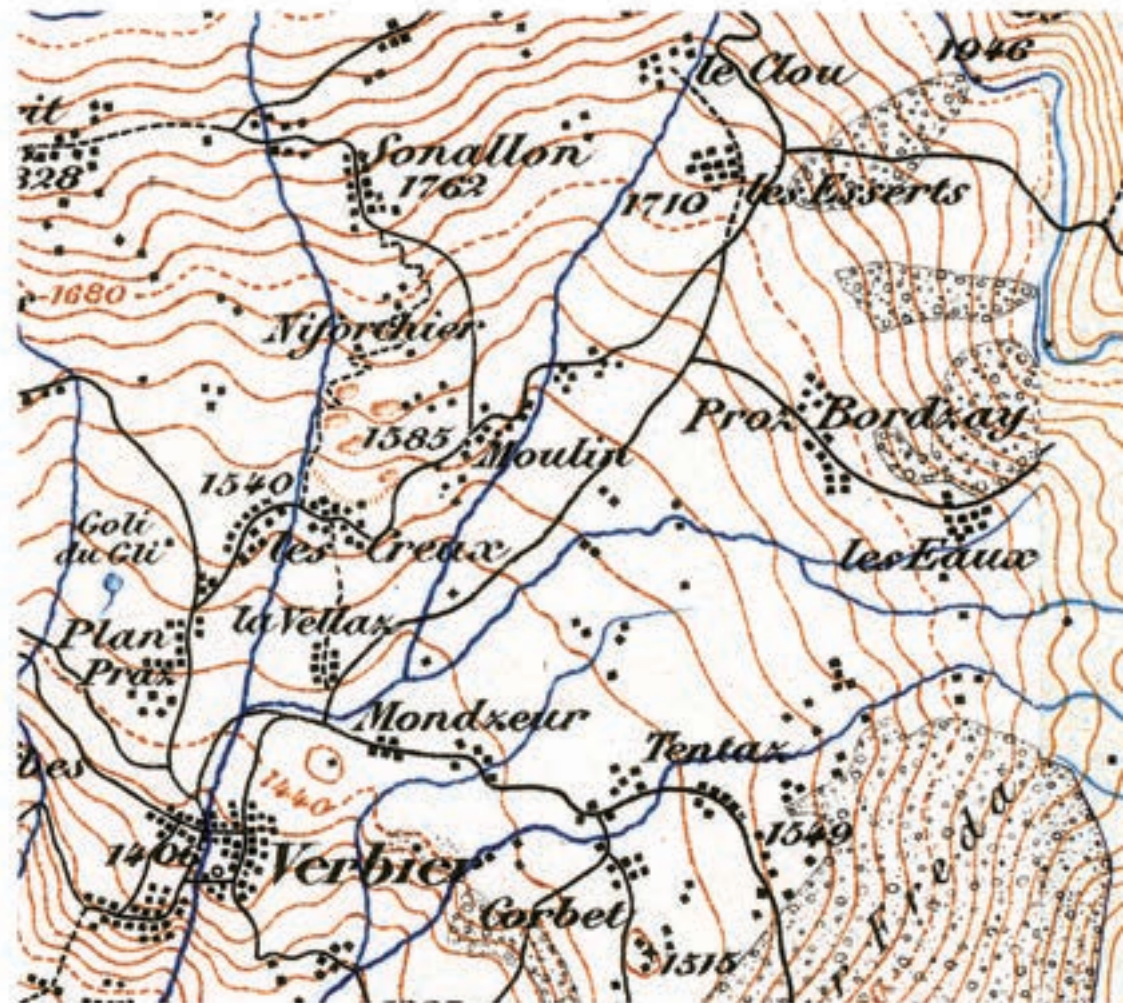 1946
le Clou
Sonallon
1762
328
1710
les Esserts
1680
Niforchier
Proz Bordzay
1585
Moulin
1540
les Creux
Goli
du Gli
les Eaux
la Vellaz
Plan
Praz
Mondzeur
Tentaz
1440
1549
1406
Verbier
Freda
Corbet
1515